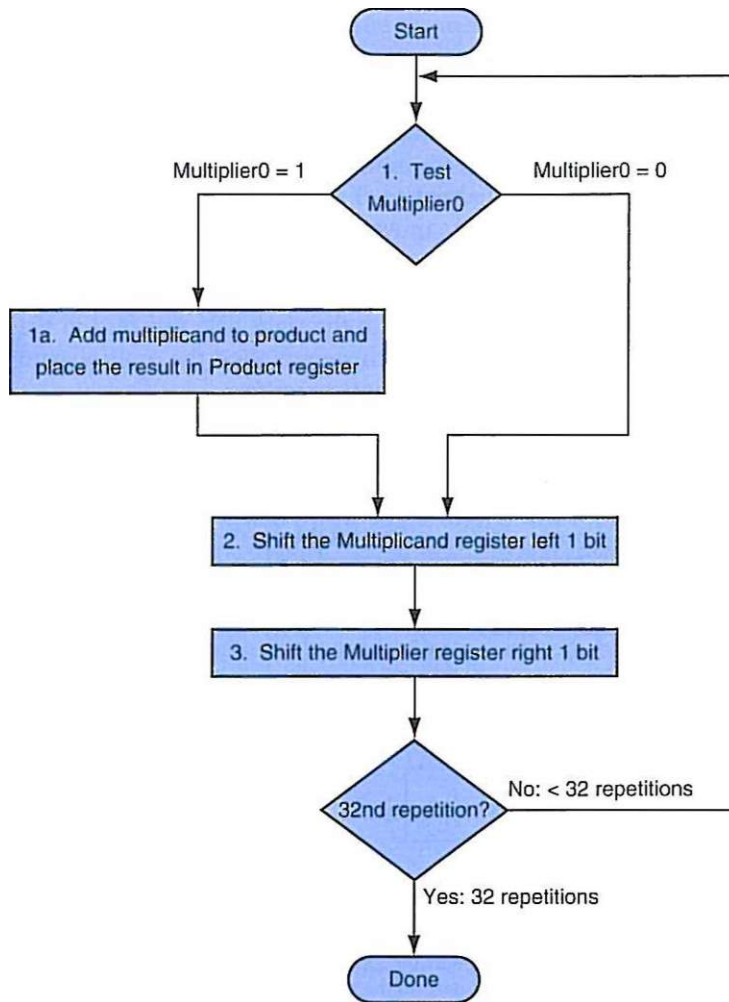 Start
1. Test
Multiplier0
Multiplier0 = 1
Multiplier0 = 0
1a. Add multiplicand to product and
place the result in Product register
2. Shift the Multiplicand register left 1 bit
3. Shift the Multiplier register right 1 bit
32nd repetition?
No: < 32 repetitions
Yes: 32 repetitions
Done